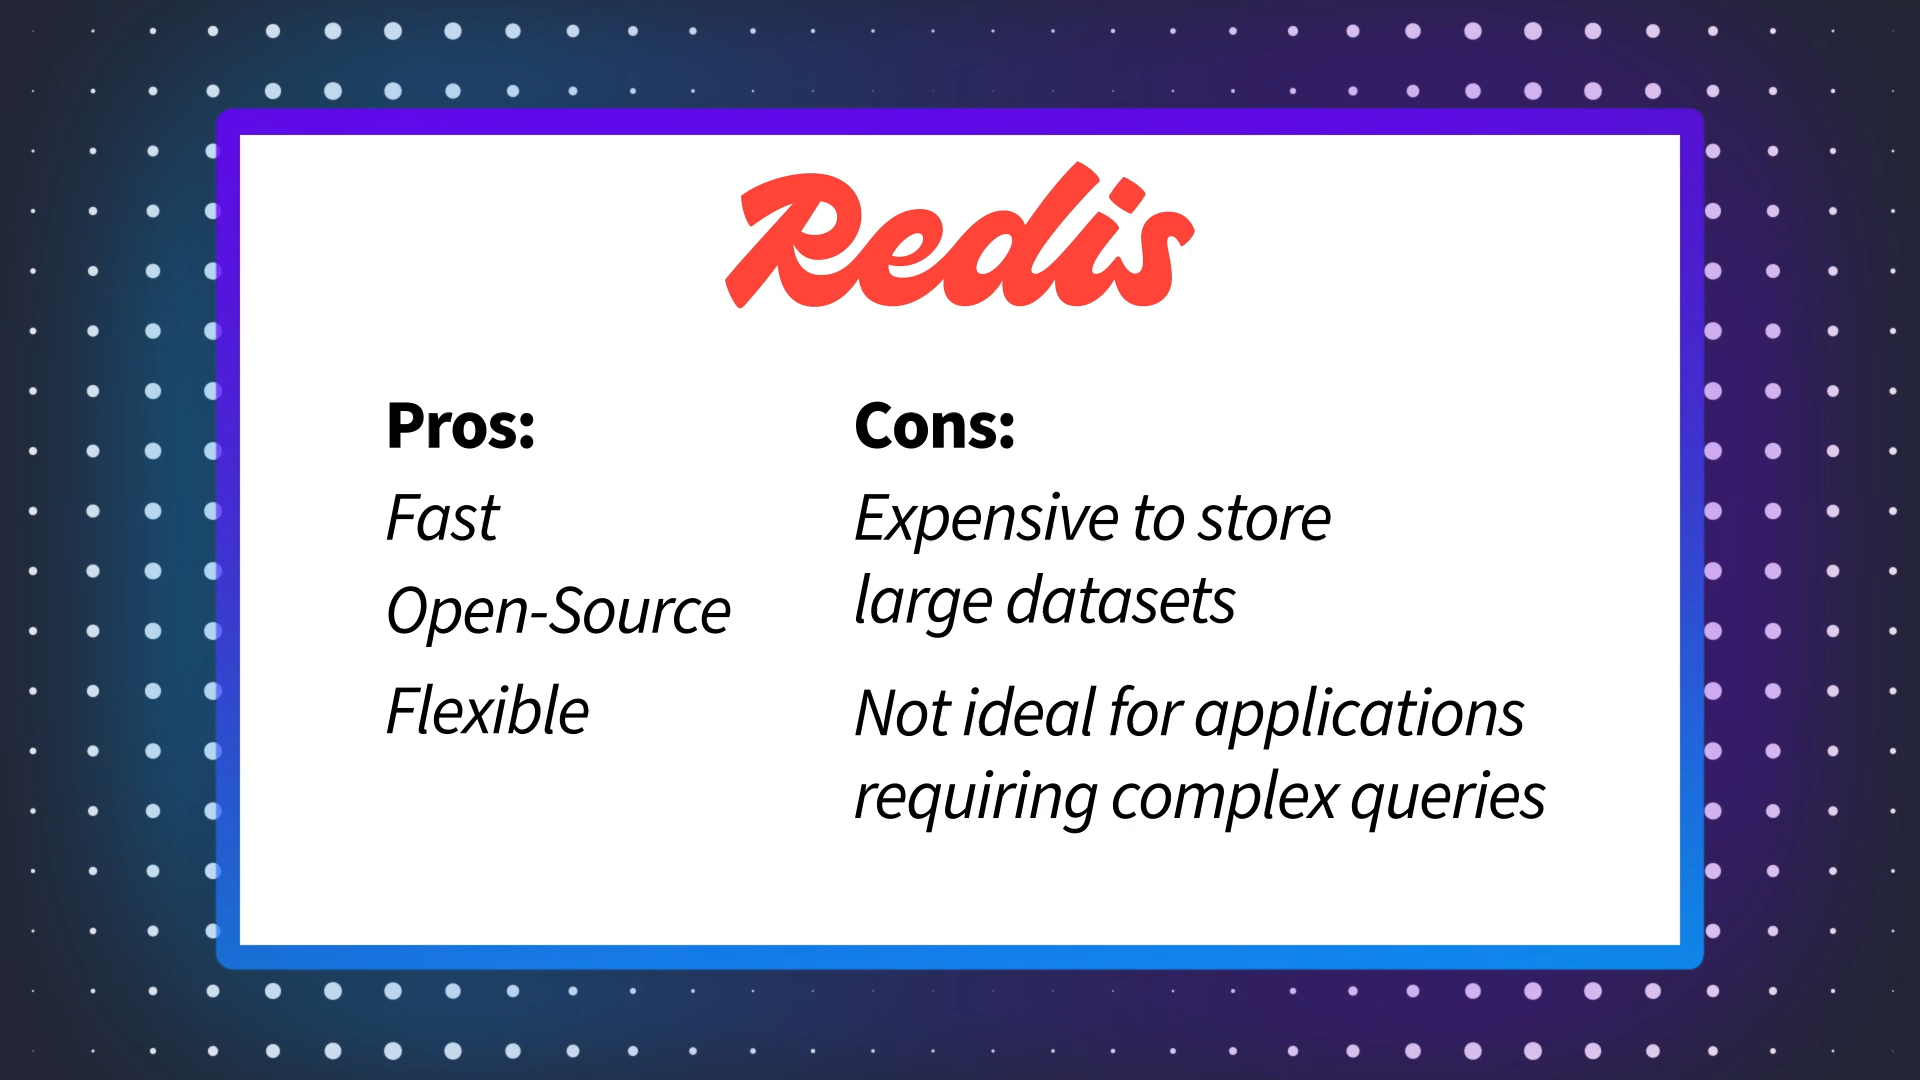 Redis
Pros:
Fast
Open-Source
Flexible
Cons:
Expensive to store
large datasets
Not ideal for applications
requiring complex queries